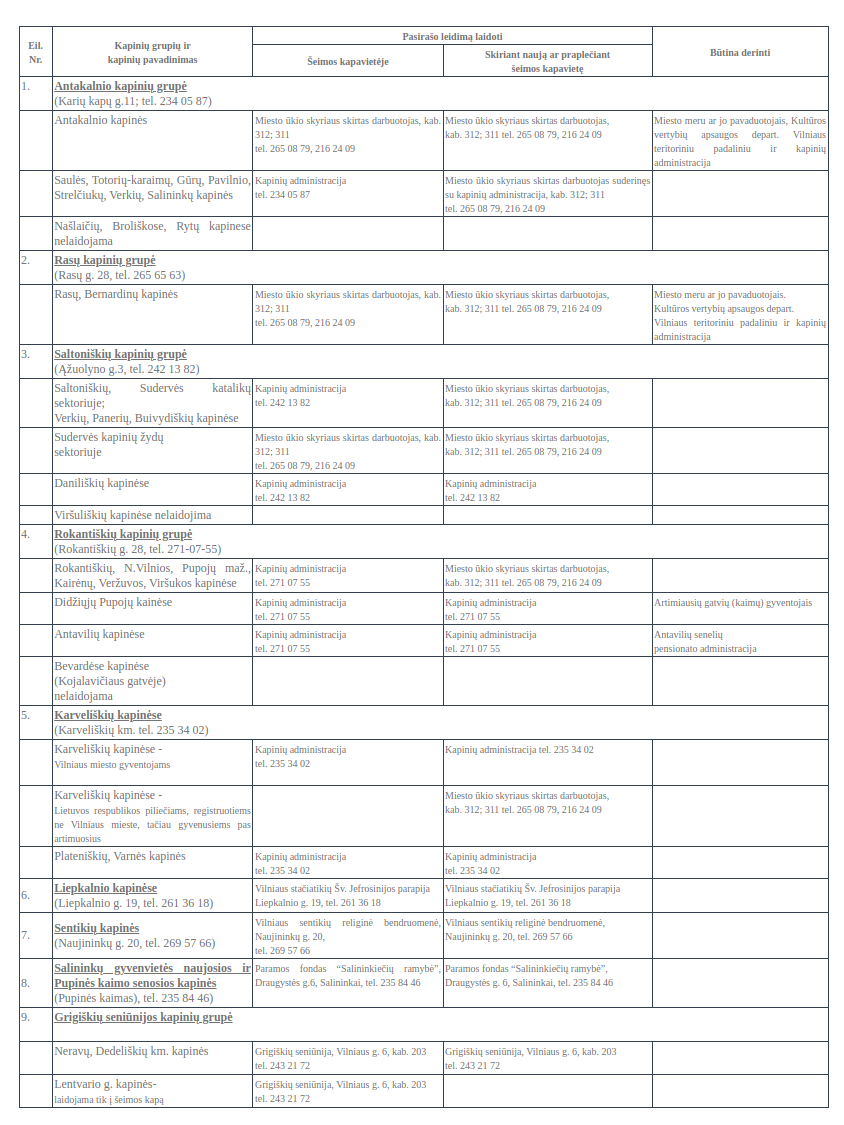 Eil.
Nr.
Kapinių grupių ir
kapinių pavadinimas
Pasirašo leidimą laidoti
Šeimos kapavietėje
Skiriant naują ar praplečiant
šeimos kapavietę
Būtina derinti
1.
Antakalnio kapinių grupė
(Karių kapų g.11; tel. 234 05 87)
Antakalnio kapinės
Miesto ūkio skyriaus skirtas darbuotojas, kab.
312; 311
tel. 265 08 79, 216 24 09
Miesto ūkio skyriaus skirtas darbuotojas,
kab. 312; 311 tel. 265 08 79, 216 24 09
Miesto meru ar jo pavaduotojais, Kultūros
vertybių apsaugos depart. Vilniaus
teritoriniu padaliniu ir kapinių
administracija
Saulės, Totorių-karaimų, Gūrų, Pavilnio,
Strelčiukų, Verkių, Salininkų kapinės
Kapinių administracija
tel. 234 05 87
Miesto ūkio skyriaus skirtas darbuotojas suderinęs
su kapinių administracija, kab. 312; 311
tel. 265 08 79, 216 24 09
Našlaičių, Broliškose, Rytų kapinese
nelaidojama
2.
Rasų kapinių grupė
(Rasų g. 28, tel. 265 65 63)
Rasų, Bernardinų kapinės
Miesto ūkio skyriaus skirtas darbuotojas, kab.
312; 311
tel. 265 08 79, 216 24 09
Miesto ūkio skyriaus skirtas darbuotojas,
kab. 312; 311 tel. 265 08 79, 216 24 09
Miesto meru ar jo pavaduotojais.
Kultūros vertybių apsaugos depart.
Vilniaus teritoriniu padaliniu ir kapinių
administracija
3.
Saltoniškių kapinių grupė
(Ąžuolyno g.3, tel. 242 13 82)
Saltoniškių, Sudervės katalikų
sektoriuje;
Verkių, Panerių, Buivydiškių kapinėse
Kapinių administracija
tel. 242 13 82
Miesto ūkio skyriaus skirtas darbuotojas,
kab. 312; 311 tel. 265 08 79, 216 24 09
Sudervės kapinių žydų
sektoriuje
Miesto ūkio skyriaus skirtas darbuotojas, kab.
312; 311
tel. 265 08 79, 216 24 09
Miesto ūkio skyriaus skirtas darbuotojas,
kab. 312; 311 tel. 265 08 79, 216 24 09
Daniliškių kapinėse
Kapinių administracija
tel. 242 13 82
Kapinių administracija
tel. 242 13 82
Viršuliškių kapinėse nelaidojima
4.
Rokantiškių kapinių grupė
(Rokantiškių g. 28, tel. 271-07-55)
Rokantiškių, N.Vilnios, Pupojų maž.,
Kairėnų, Veržuvos, Viršukos kapinėse
Kapinių administracija
tel. 271 07 55
Miesto ūkio skyriaus skirtas darbuotojas,
kab. 312; 311 tel. 265 08 79, 216 24 09
Didžiųjų Pupojų kainėse
Kapinių administracija
tel. 271 07 55
Kapinių administracija
tel. 271 07 55
Artimiausių gatvių (kaimų) gyventojais
Antavilių kapinėse
Kapinių administracija
tel. 271 07 55
Kapinių administracija
tel. 271 07 55
Antavilių senelių
pensionato administracija
Bevardėse kapinėse
(Kojalavičiaus gatvėje)
nelaidojama
5.
Karveliškių kapinėse
(Karveliškių km. tel. 235 34 02)
Karveliškių kapinėse -
Vilniaus miesto gyventojams
Kapinių administracija
tel. 235 34 02
Kapinių administracija tel. 235 34 02
Karveliškių kapinėse -
Lietuvos respublikos piliečiams, registruotiems
ne Vilniaus mieste, tačiau gyvenusiems pas
artimuosius
Miesto ūkio skyriaus skirtas darbuotojas,
kab. 312; 311 tel. 265 08 79, 216 24 09
Plateniškių, Varnės kapinės
Kapinių administracija
tel. 235 34 02
Kapinių administracija
tel. 235 34 02
6.
Liepkalnio kapinėse
(Liepkalnio g. 19, tel. 261 36 18)
Vilniaus stačiatikių Šv. Jefrosinijos parapija
Liepkalnio g. 19, tel. 261 36 18
Vilniaus stačiatikių Šv. Jefrosinijos parapija
Liepkalnio g. 19, tel. 261 36 18
7.
Sentikių kapinės
(Naujininkų g. 20, tel. 269 57 66)
Vilniaus sentikių religinė bendruomenė,
Naujininkų g. 20,
tel. 269 57 66
Vilniaus sentikių religinė bendruomenė,
Naujininkų g. 20, tel. 269 57 66
8.
Salininkų gyvenvietės naujosios ir
Pupinės kaimo senosios kapinės
(Pupinės kaimas), tel. 235 84 46)
Paramos fondas “Salininkiečių ramybė”,
Draugystės g.6, Salininkai, tel. 235 84 46
Paramos fondas “Salininkiečių ramybė”,
Draugystės g. 6, Salininkai, tel. 235 84 46
9.
Grigiškių seniūnijos kapinių grupė
Neravų, Dedeliškių km. kapinės
Grigiškių seniūnija, Vilniaus g. 6, kab. 203
tel. 243 21 72
Grigiškių seniūnija, Vilniaus g. 6, kab. 203
tel. 243 21 72
Lentvario g. kapinės-
laidojama tik į šeimos kapą
Grigiškių seniūnija, Vilniaus g. 6, kab. 203
tel. 243 21 72